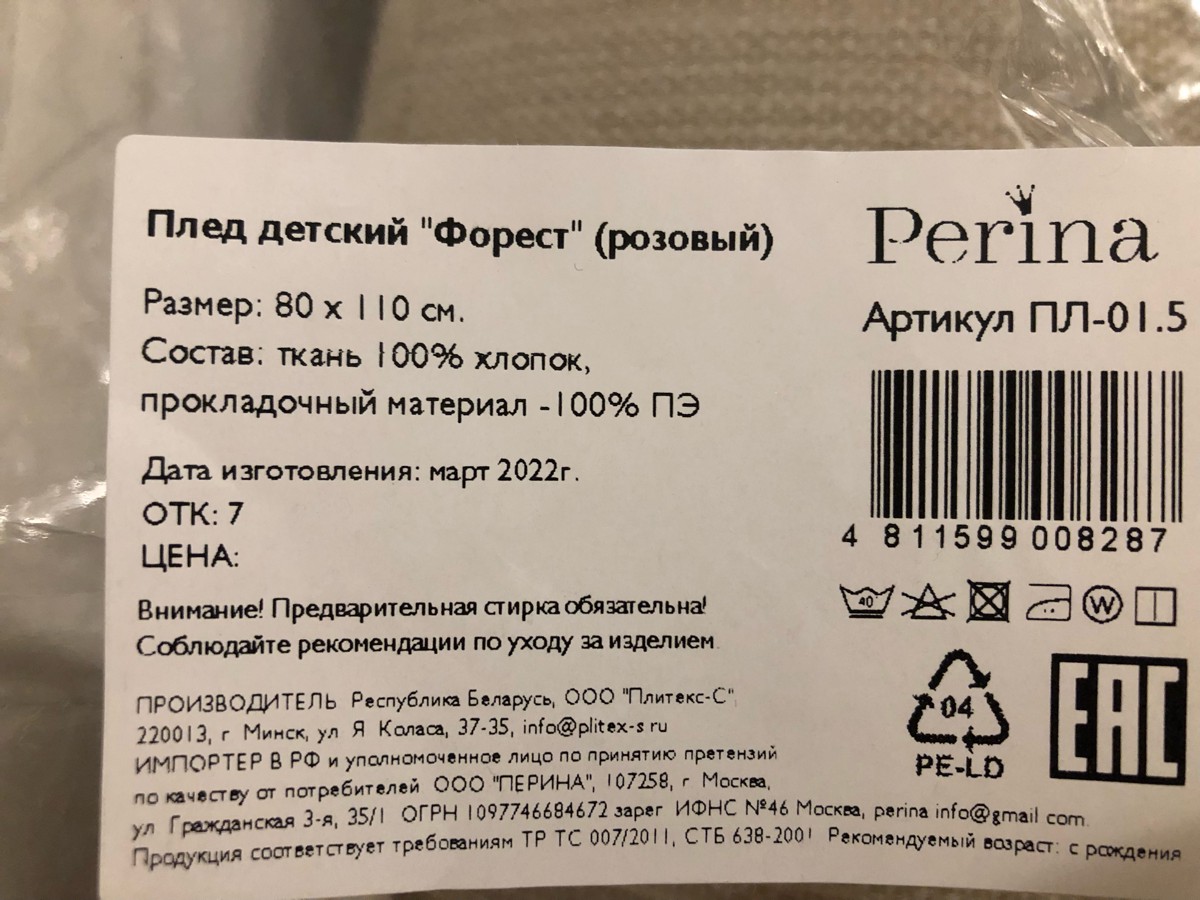 Плед детский "Форест" (розовый)
Размер: 80 х 110 см.
Состав: ткань 100% хлопок,
прокладочный материал -100% ПЭ
Дата изготовления: март 2022г.
ОТК: 7
ЦЕНА:
Внимание! Предварительная стирка обязательна!
Соблюдайте рекомендации по уходу за изделием
ПРОИЗВОДИТЕЛЬ Республика Беларусь, ООО "Плитекс-С",
220013, г Минск, ул Я Коласа, 37-35, info@plitex-s ru
ИМПОРТЕР В РФ и уполномоченное лицо по принятию претензий
по качеству от потребителей ООО "ПЕРИНА", 107258, г Москва,
ул Гражданская 3-я, 35/1 ОГРН 1097746684672 зарег ИФНС №46 Москва, perina info@gmail com
Продукция соответствует требованиям ТР ТС 007/2011, СТБ 638-2001 Рекомендуемый возраст: с рождения
Perina
Артикул ПЛ-01.5
4 811599 008287
40° W
04
PE-LD
EAC